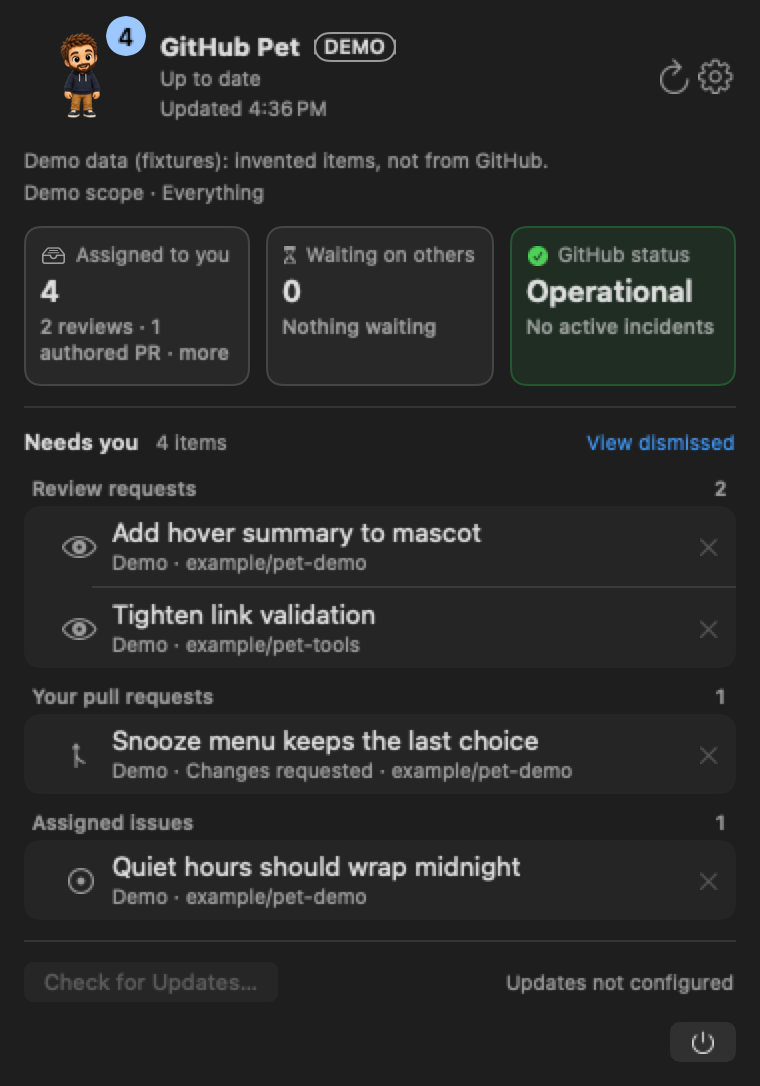 4
GitHub Pet DEMO
Up to date
Updated 4:36 PM
Demo data (fixtures): invented items, not from GitHub.
Demo scope · Everything
Assigned to you
4
2 reviews · 1
authored PR · more
Waiting on others
0
Nothing waiting
GitHub status
Operational
No active incidents
Needs you 4 items View dismissed
Review requests 2
Add hover summary to mascot
Demo · example/pet-demo
Tighten link validation
Demo · example/pet-tools
Your pull requests 1
Snooze menu keeps the last choice
Demo · Changes requested · example/pet-demo
Assigned issues 1
Quiet hours should wrap midnight
Demo · example/pet-demo
Check for Updates... Updates not configured